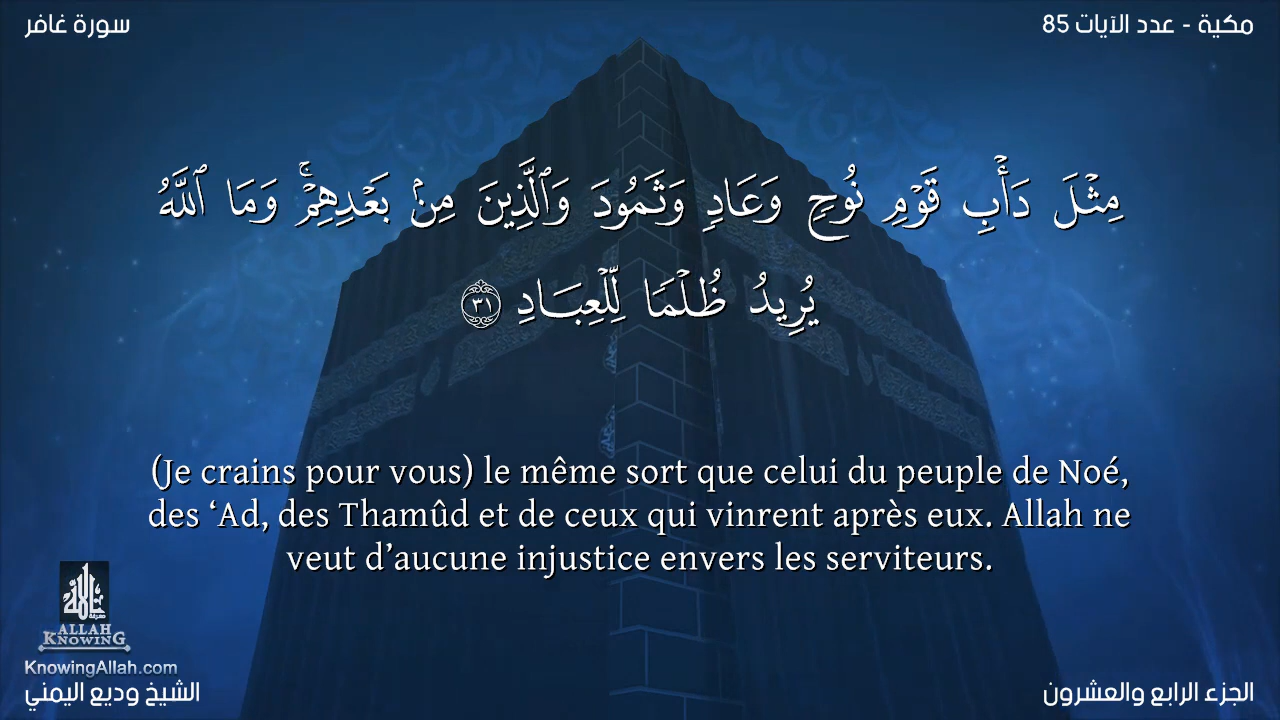 سورة غافر
مكية - عدد الآيات 85
مِثْلَ دَأْبِ قَوْمِ نُوحٍ وَعَادٍ وَثَمُودَ وَٱلَّذِينَ مِنۢ بَعْدِهِمْ ۚ وَمَا ٱللَّهُ
يُرِيدُ ظُلْمًا لِّلْعِبَادِ ٣١
(Je crains pour vous) le même sort que celui du peuple de Noé,
des ‘Ad, des Thamûd et de ceux qui vinrent après eux. Allah ne
veut d’aucune injustice envers les serviteurs.
ALLAH
KNOWING
KnowingAllah.com
الشيخ وديع اليمني
الجزء الرابع والعشرون